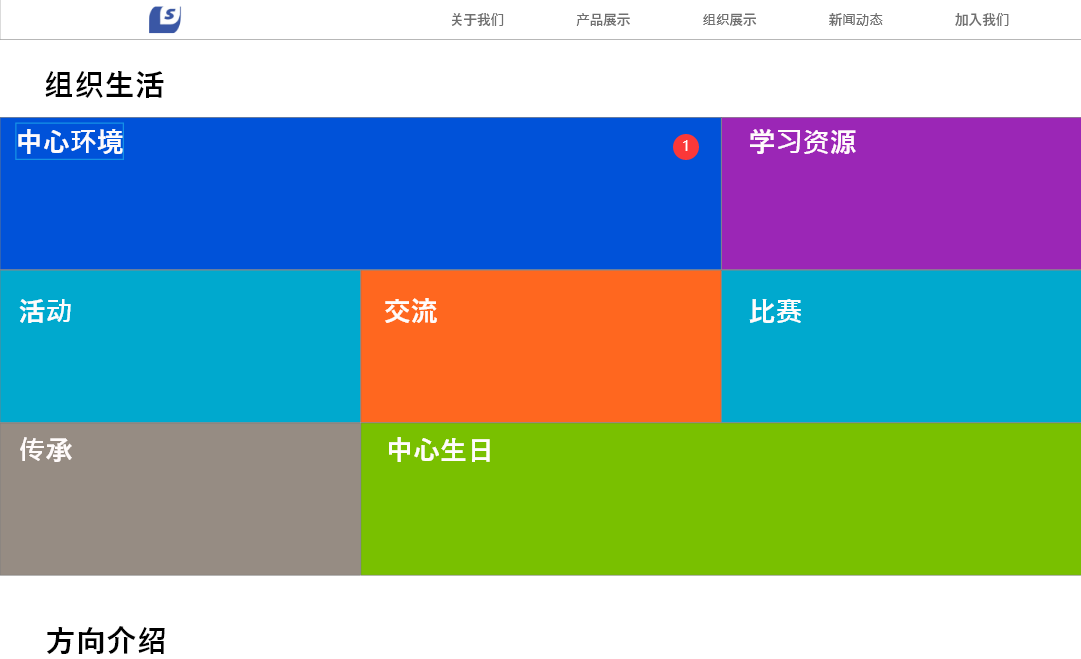 S
关于我们 产品展示 组织展示 新闻动态 加入我们
组织生活
中心环境 1 学习资源
活动 交流 比赛
传承 中心生日
方向介绍